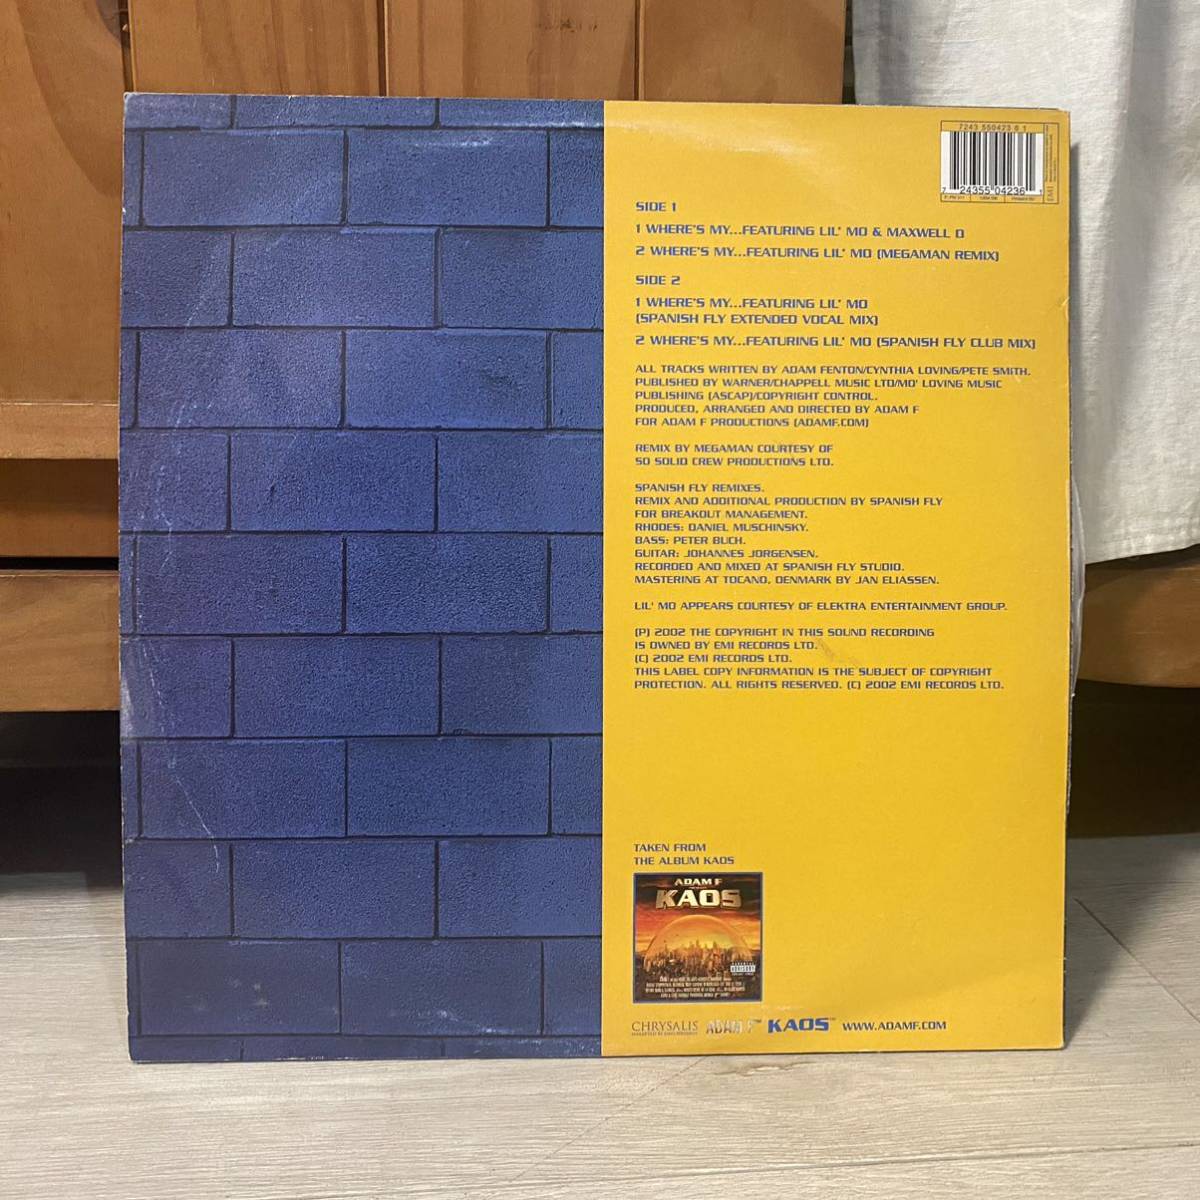 7243 550423 6 1
7 24355 04236 1
EMI
SIDE 1
1 WHERE'S MY...FEATURING LIL' MO & MAXWELL D
2 WHERE'S MY...FEATURING LIL' MO (MEGAMAN REMIX)
SIDE 2
1 WHERE'S MY...FEATURING LIL' MO
(SPANISH FLY EXTENDED VOCAL MIX)
2 WHERE'S MY...FEATURING LIL' MO (SPANISH FLY CLUB MIX)
ALL TRACKS WRITTEN BY ADAM FENTON/CYNTHIA LOVING/PETE SMITH.
PUBLISHED BY WARNER/CHAPPELL MUSIC LTD/MO' LOVING MUSIC
PUBLISHING (ASCAP)/COPYRIGHT CONTROL.
PRODUCED, ARRANGED AND DIRECTED BY ADAM F
FOR ADAM F PRODUCTIONS (ADAMF.COM)
REMIX BY MEGAMAN COURTESY OF
SO SOLID CREW PRODUCTIONS LTD.
SPANISH FLY REMIXES.
REMIX AND ADDITIONAL PRODUCTION BY SPANISH FLY
FOR BREAKOUT MANAGEMENT.
RHODES: DANIEL MUSCHINSKY.
BASS: PETER BUCH.
GUITAR: JOHANNES JORGENSEN.
RECORDED AND MIXED AT SPANISH FLY STUDIO.
MASTERING AT TOCANO, DENMARK BY JAN ELIASSEN.
LIL' MO APPEARS COURTESY OF ELEKTRA ENTERTAINMENT GROUP.
(P) 2002 THE COPYRIGHT IN THIS SOUND RECORDING
IS OWNED BY EMI RECORDS LTD.
(C) 2002 EMI RECORDS LTD.
THIS LABEL COPY INFORMATION IS THE SUBJECT OF COPYRIGHT
PROTECTION. ALL RIGHTS RESERVED. (C) 2002 EMI RECORDS LTD.
TAKEN FROM
THE ALBUM KAOS
ADAM F
KAOS
CHRYSALIS ADAM F™ KAOS™ WWW.ADAMF.COM